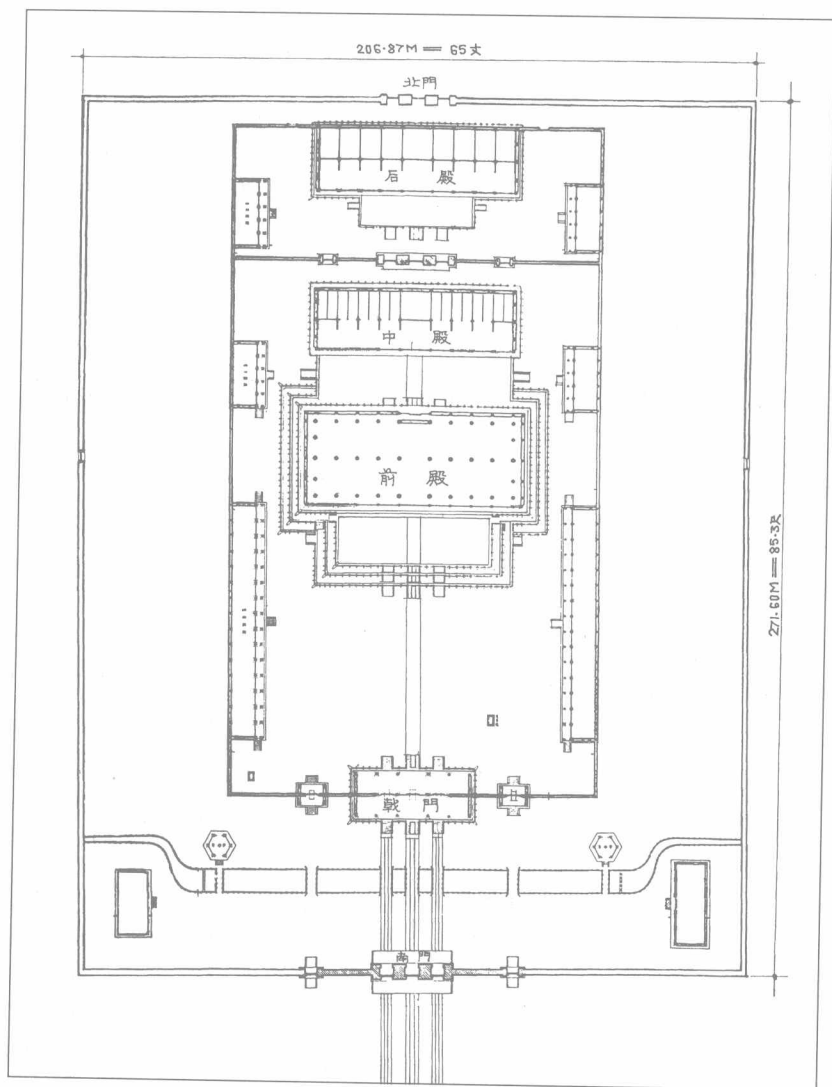 206·87M == 65丈
北門
后殿
中殿
前殿
271·60M == 85·3丈
戟門
南門